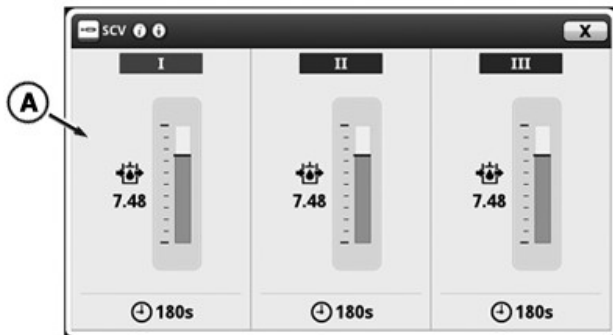 SCV i i X
I II III
A
7.48 7.48 7.48
180s 180s 180s